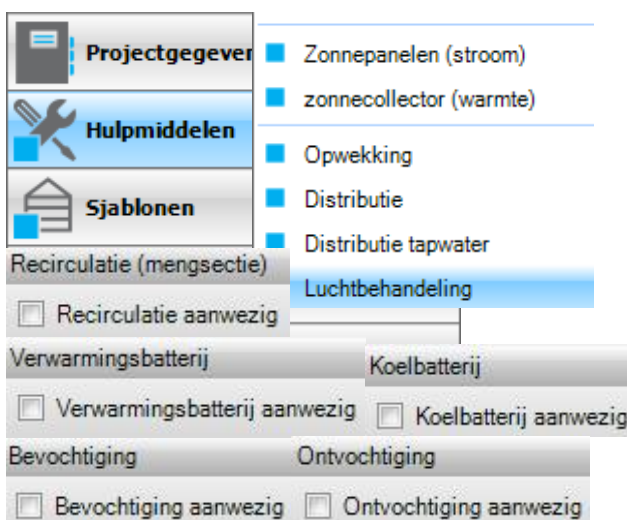 Projectgegever
Hulpmiddelen
Sjablonen
Zonnepanelen (stroom)
zonnecollector (warmte)
Opwekking
Distributie
Distributie tapwater
Luchtbehandeling
Recirculatie (mengsectie)
Recirculatie aanwezig
Verwarmingsbatterij
Verwarmingsbatterij aanwezig
Koelbatterij
Koelbatterij aanwezig
Bevochtiging
Bevochtiging aanwezig
Ontvochtiging
Ontvochtiging aanwezig